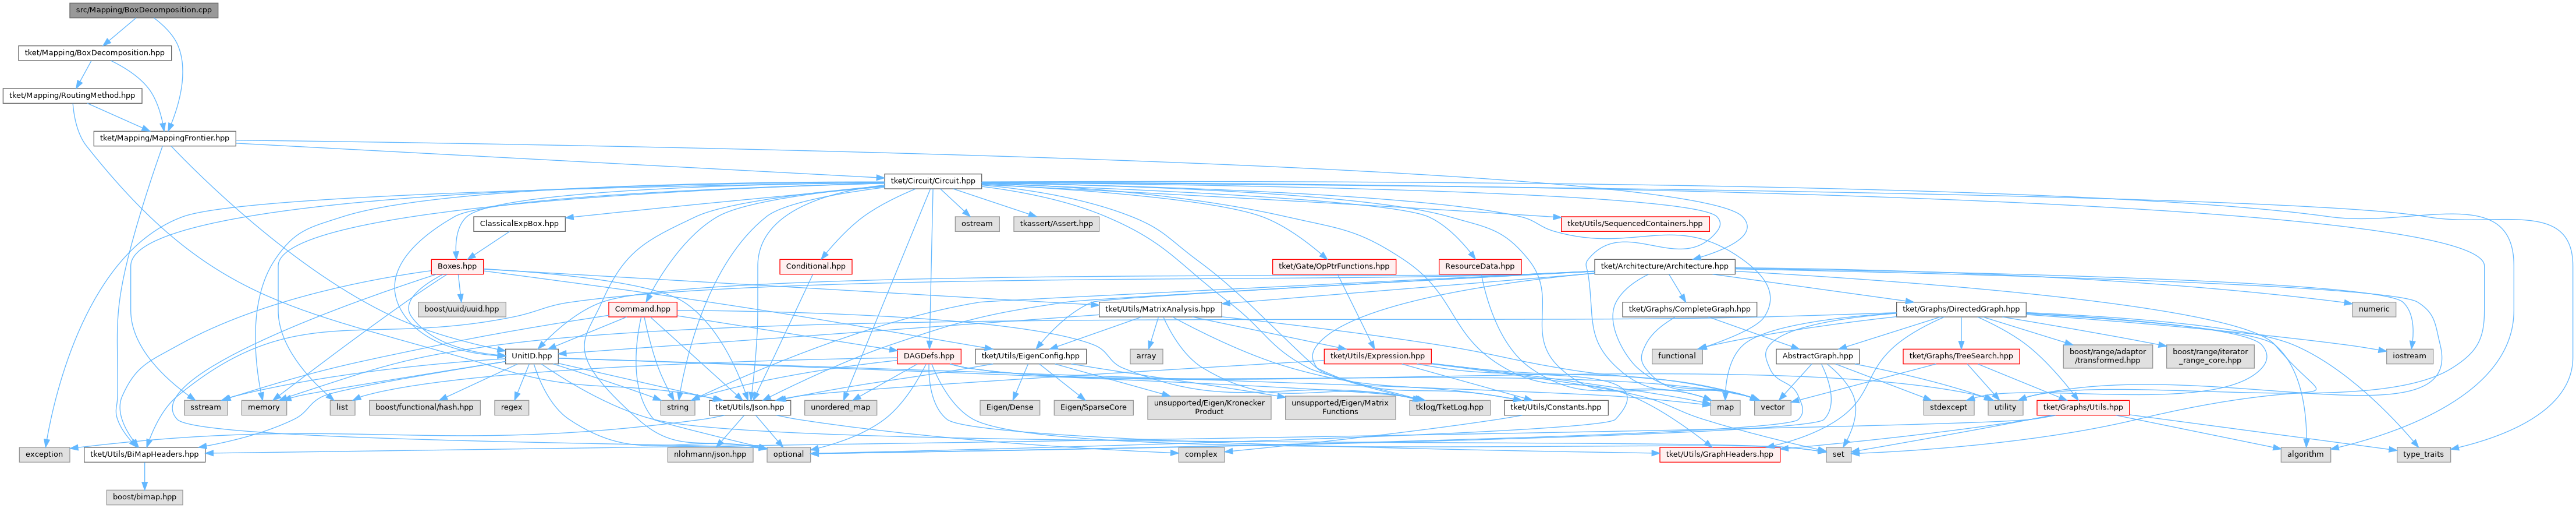 src/Mapping/BoxDecomposition.cpp
tket/Mapping/BoxDecomposition.hpp
tket/Mapping/RoutingMethod.hpp
tket/Mapping/MappingFrontier.hpp
tket/Circuit/Circuit.hpp
ClassicalExpBox.hpp
ostream
tkassert/Assert.hpp
tket/Utils/SequencedContainers.hpp
Boxes.hpp
Conditional.hpp
tket/Gate/OpPtrFunctions.hpp
ResourceData.hpp
tket/Architecture/Architecture.hpp
boost/uuid/uuid.hpp
Command.hpp
tket/Utils/MatrixAnalysis.hpp
tket/Graphs/CompleteGraph.hpp
tket/Graphs/DirectedGraph.hpp
numeric
UnitID.hpp
DAGDefs.hpp
tket/Utils/EigenConfig.hpp
array
tket/Utils/Expression.hpp
functional
AbstractGraph.hpp
tket/Graphs/TreeSearch.hpp
boost/range/adaptor
/transformed.hpp
boost/range/iterator
_range_core.hpp
iostream
sstream
memory
list
boost/functional/hash.hpp
regex
string
tket/Utils/Json.hpp
unordered_map
Eigen/Dense
Eigen/SparseCore
unsupported/Eigen/Kronecker
Product
unsupported/Eigen/Matrix
Functions
tklog/TketLog.hpp
tket/Utils/Constants.hpp
map
vector
stdexcept
utility
tket/Graphs/Utils.hpp
exception
tket/Utils/BiMapHeaders.hpp
nlohmann/json.hpp
optional
complex
tket/Utils/GraphHeaders.hpp
set
algorithm
type_traits
boost/bimap.hpp